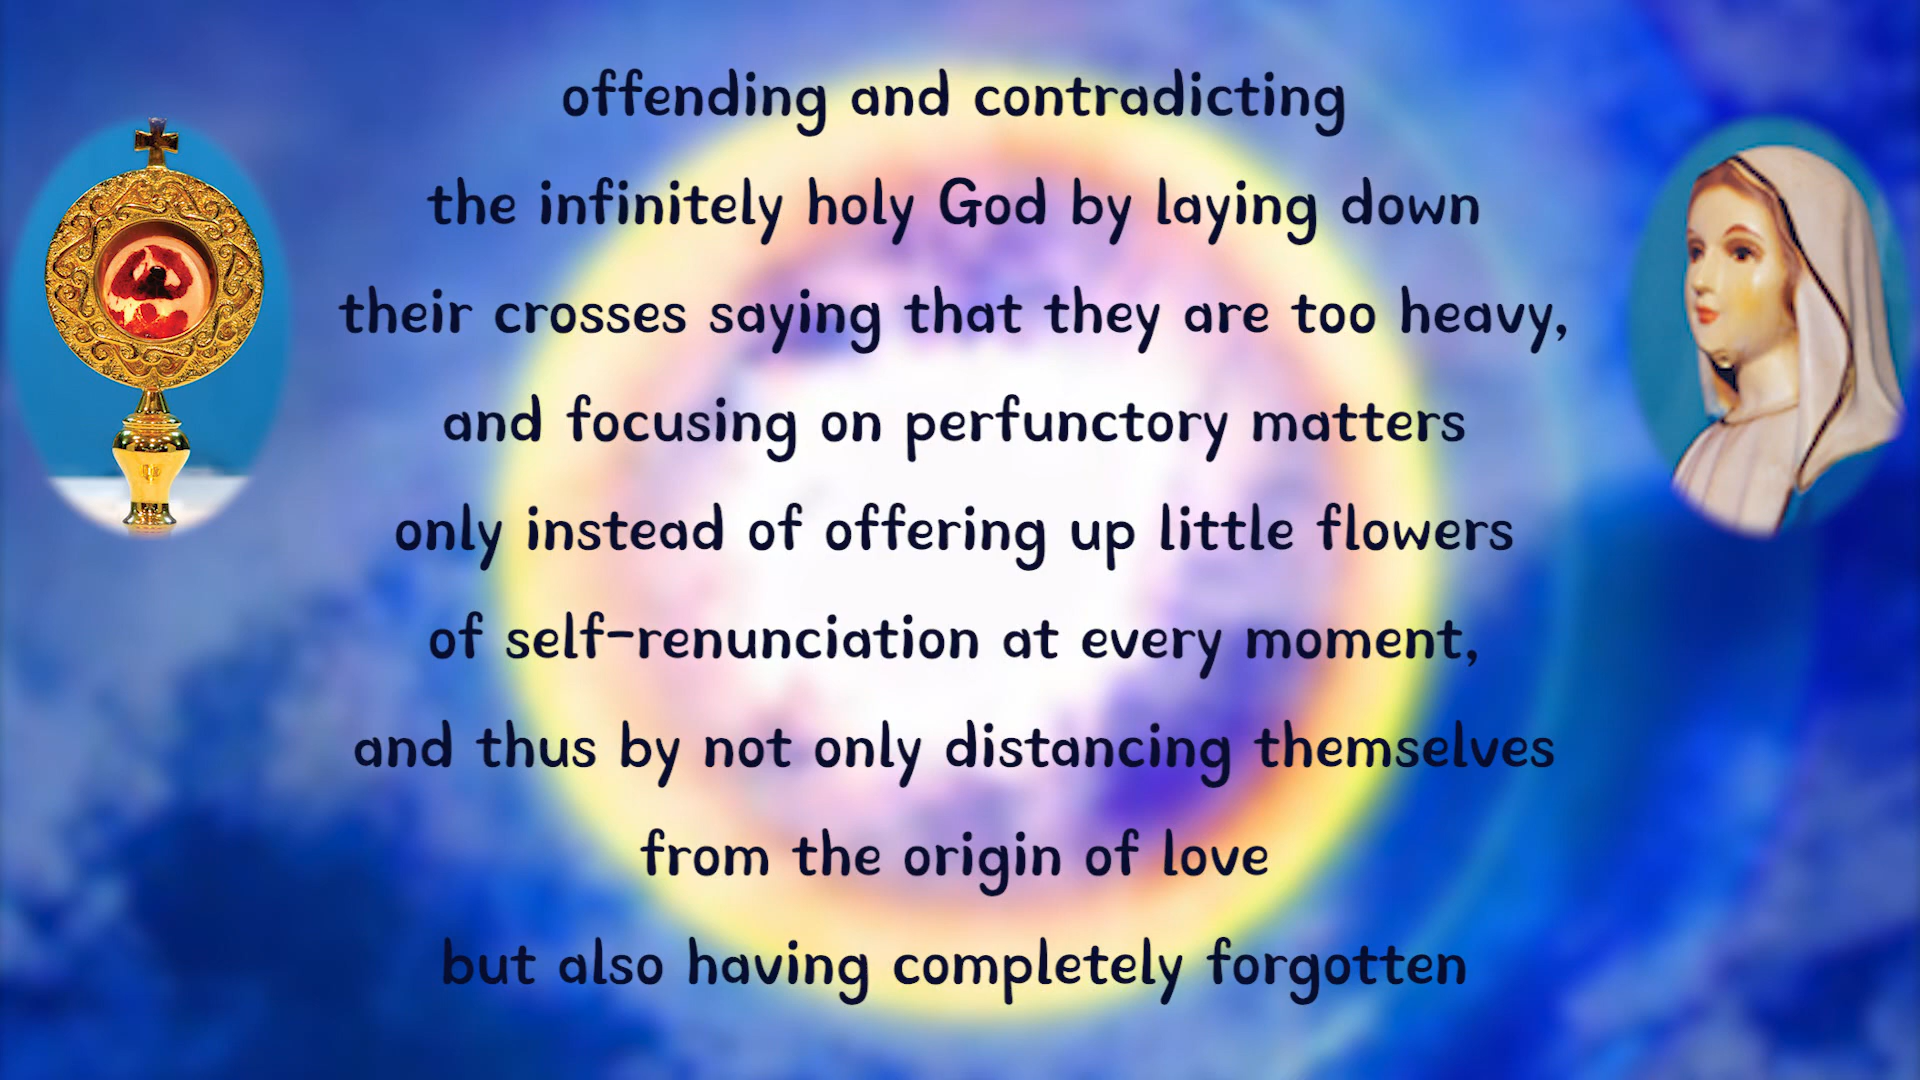 offending and contradicting
the infinitely holy God by laying down
their crosses saying that they are too heavy,
and focusing on perfunctory matters
only instead of offering up little flowers
of self-renunciation at every moment,
and thus by not only distancing themselves
from the origin of love
but also having completely forgotten